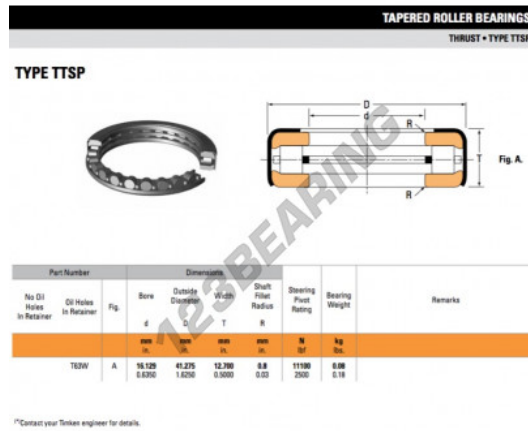 TAPERED ROLLER BEARINGS
THRUST • TYPE TTSP
TYPE TTSP
D
d
R
T
Fig. A.
R
123BEARING
Part Number Dimensions
No Oil Holes In Retainer Oil Holes In Retainer Fig. Bore d Outside Diameter D Width T Shaft Fillet Radius R Steering Pivot Rating Bearing Weight Remarks
mm mm mm mm N kg
in. in. in. in. lbf lbs.
T63W A 16.129 41.275 12.700 0.8 11100 0.08
0.6350 1.6250 0.5000 0.03 2500 0.18
Contact your Timken engineer for details.